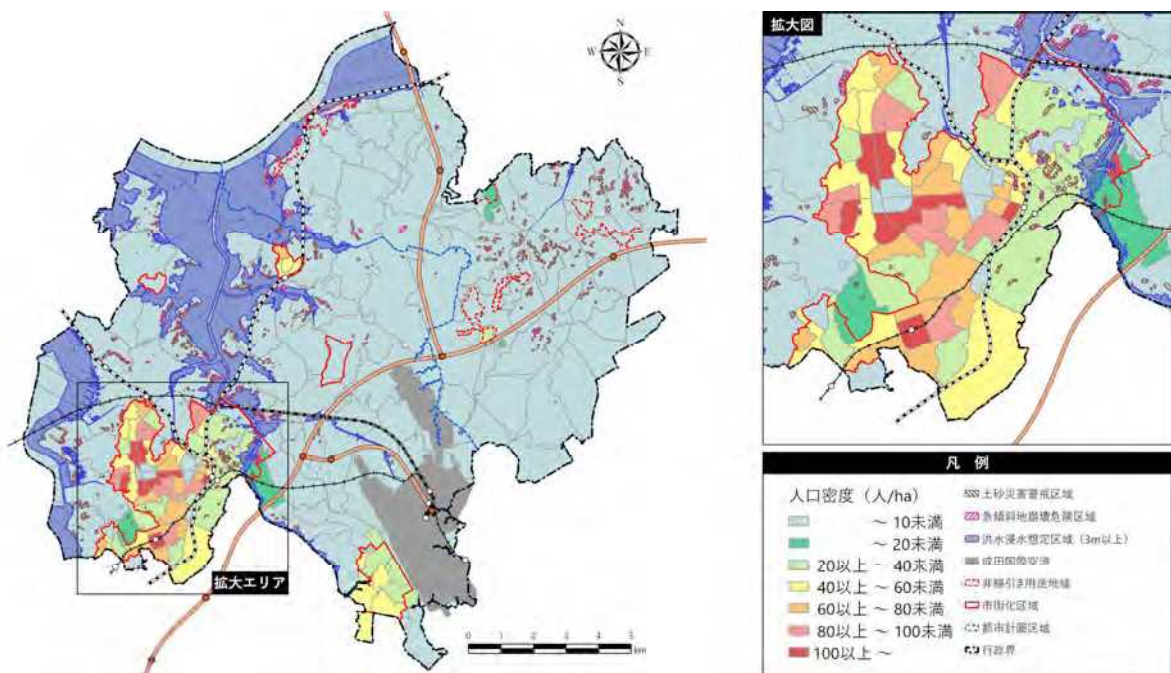 N
W
E
S
拡大エリア
0 1 2 3 4 5
km
拡大図
凡 例
人口密度（人/ha）
～ 10未満
～ 20未満
20以上 ～ 40未満
40以上 ～ 60未満
60以上 ～ 80未満
80以上 ～ 100未満
100以上 ～
土砂災害警戒区域
急傾斜地崩壊危険区域
洪水浸水想定区域（3m以上）
成田国際空港
非線引き用途地域
市街化区域
都市計画区域
行政界